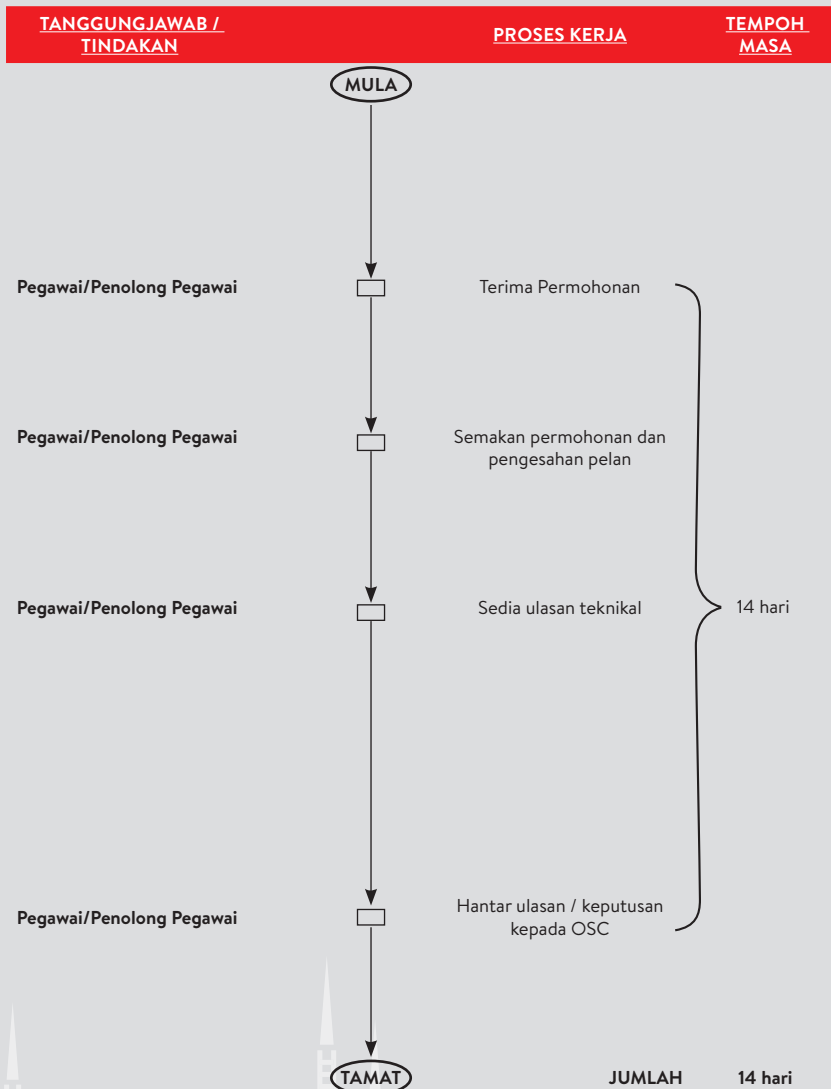 TANGGUNGJAWAB /
TINDAKAN
PROSES KERJA
TEMPOH
MASA
MULA
Pegawai/Penolong Pegawai
Terima Permohonan
Pegawai/Penolong Pegawai
Semakan permohonan dan
pengesahan pelan
Pegawai/Penolong Pegawai
Sedia ulasan teknikal
14 hari
Pegawai/Penolong Pegawai
Hantar ulasan / keputusan
kepada OSC
TAMAT
JUMLAH
14 hari